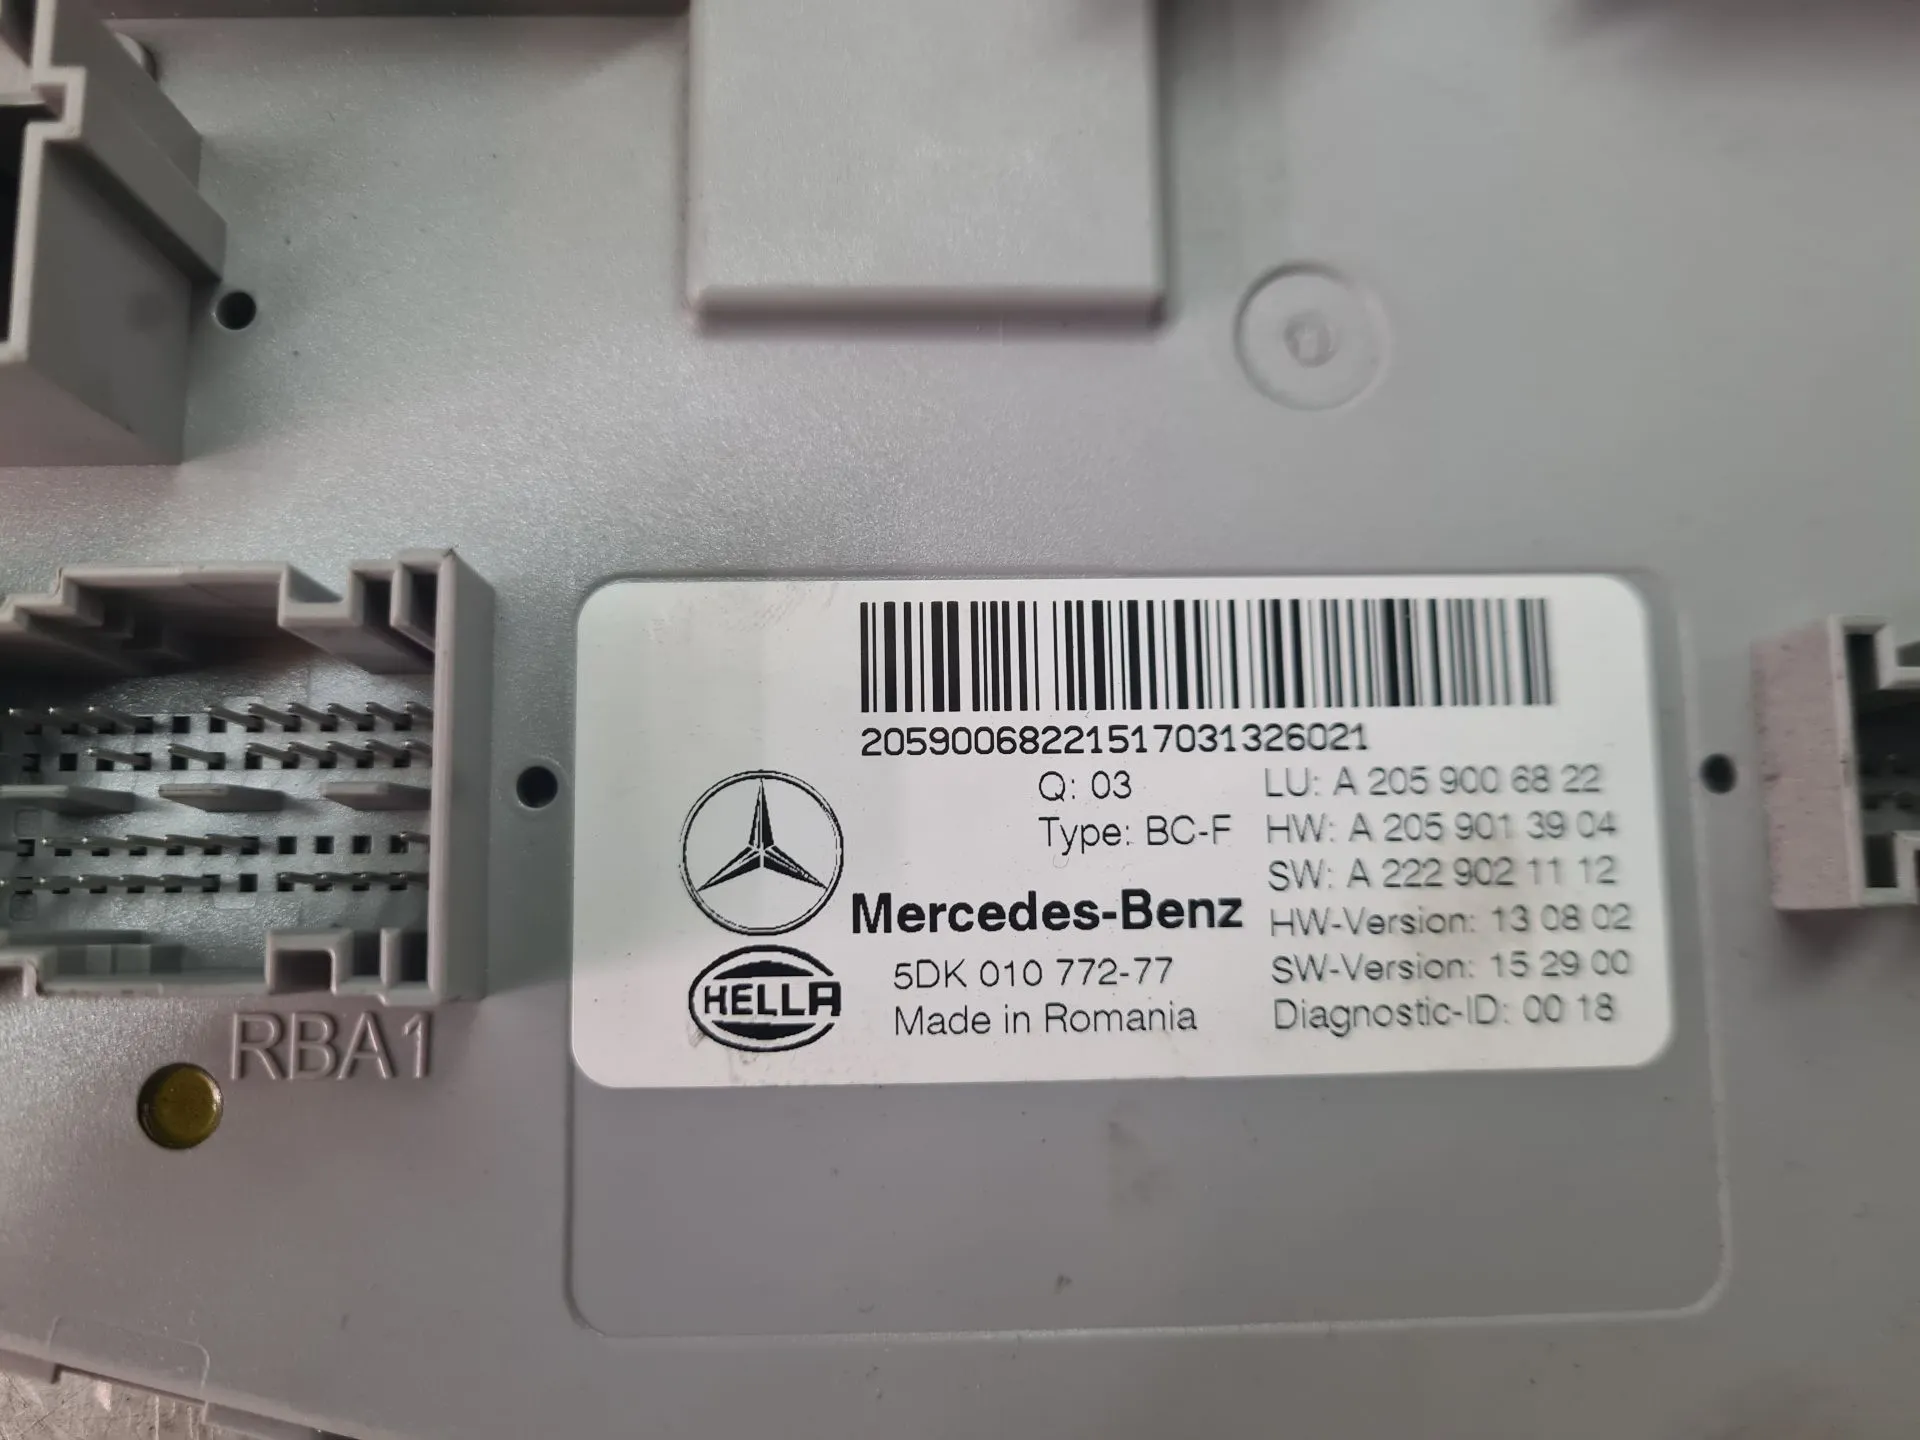 20590068221517031326021
Q: 03
Type: BC-F
LU: A 205 900 68 22
HW: A 205 901 39 04
SW: A 222 902 11 12
HW-Version: 13 08 02
SW-Version: 15 29 00
Diagnostic-ID: 00 18
Mercedes-Benz
HELLA
5DK 010 772-77
Made in Romania
RBA1